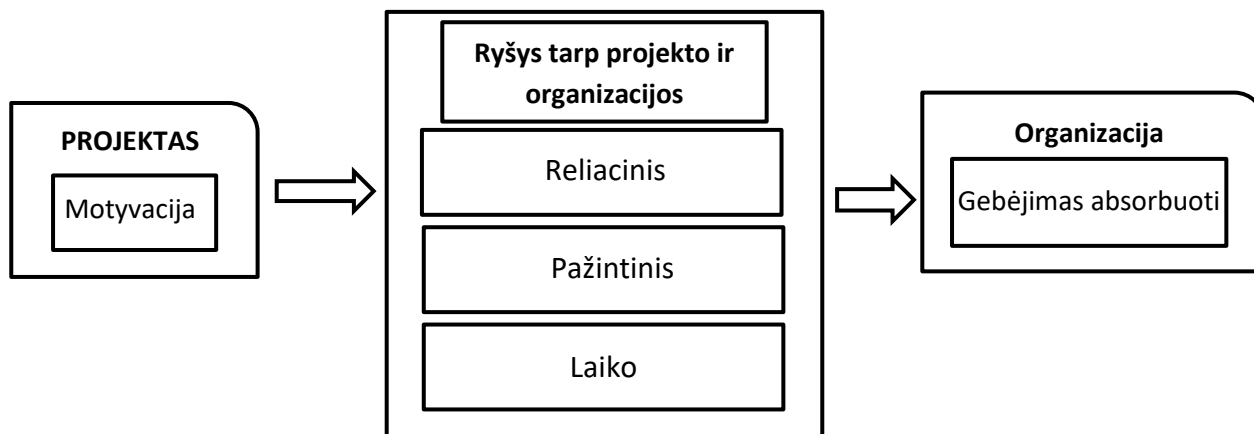 PROJEKTAS
Motyvacija
Ryšys tarp projekto ir
organizacijos
Reliacinis
Pažintinis
Laiko
Organizacija
Gebėjimas absorbuoti